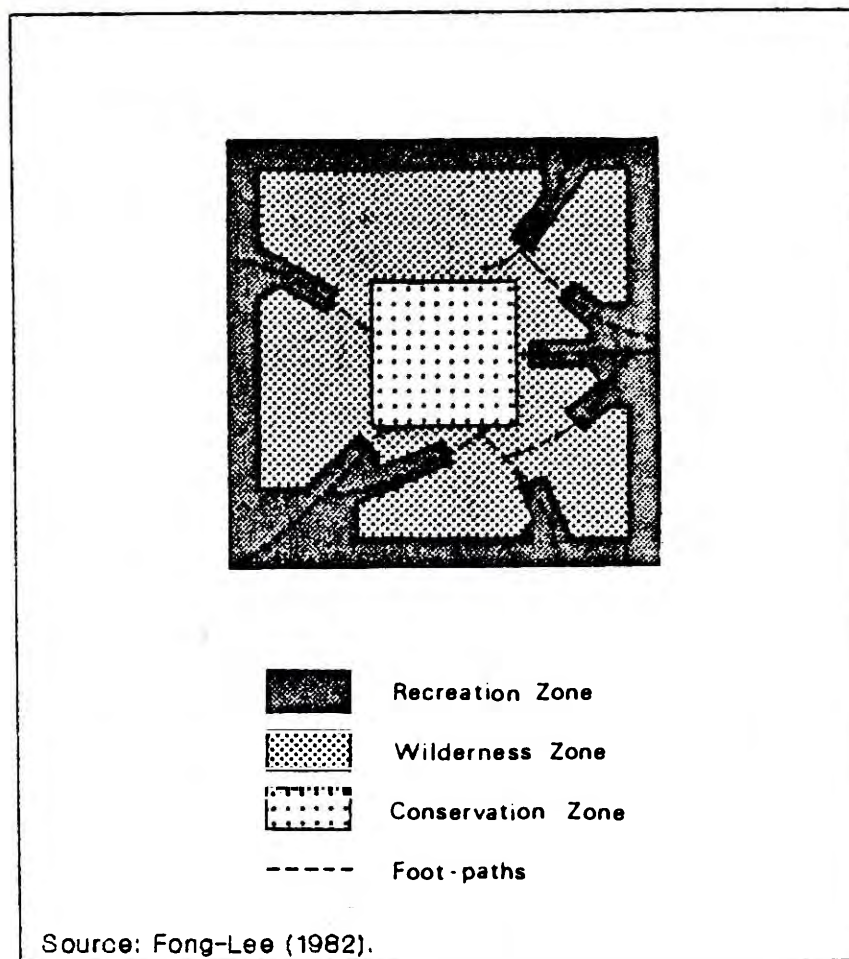 Recreation Zone
Wilderness Zone
Conservation Zone
Foot-paths
Source: Fong-Lee (1982).